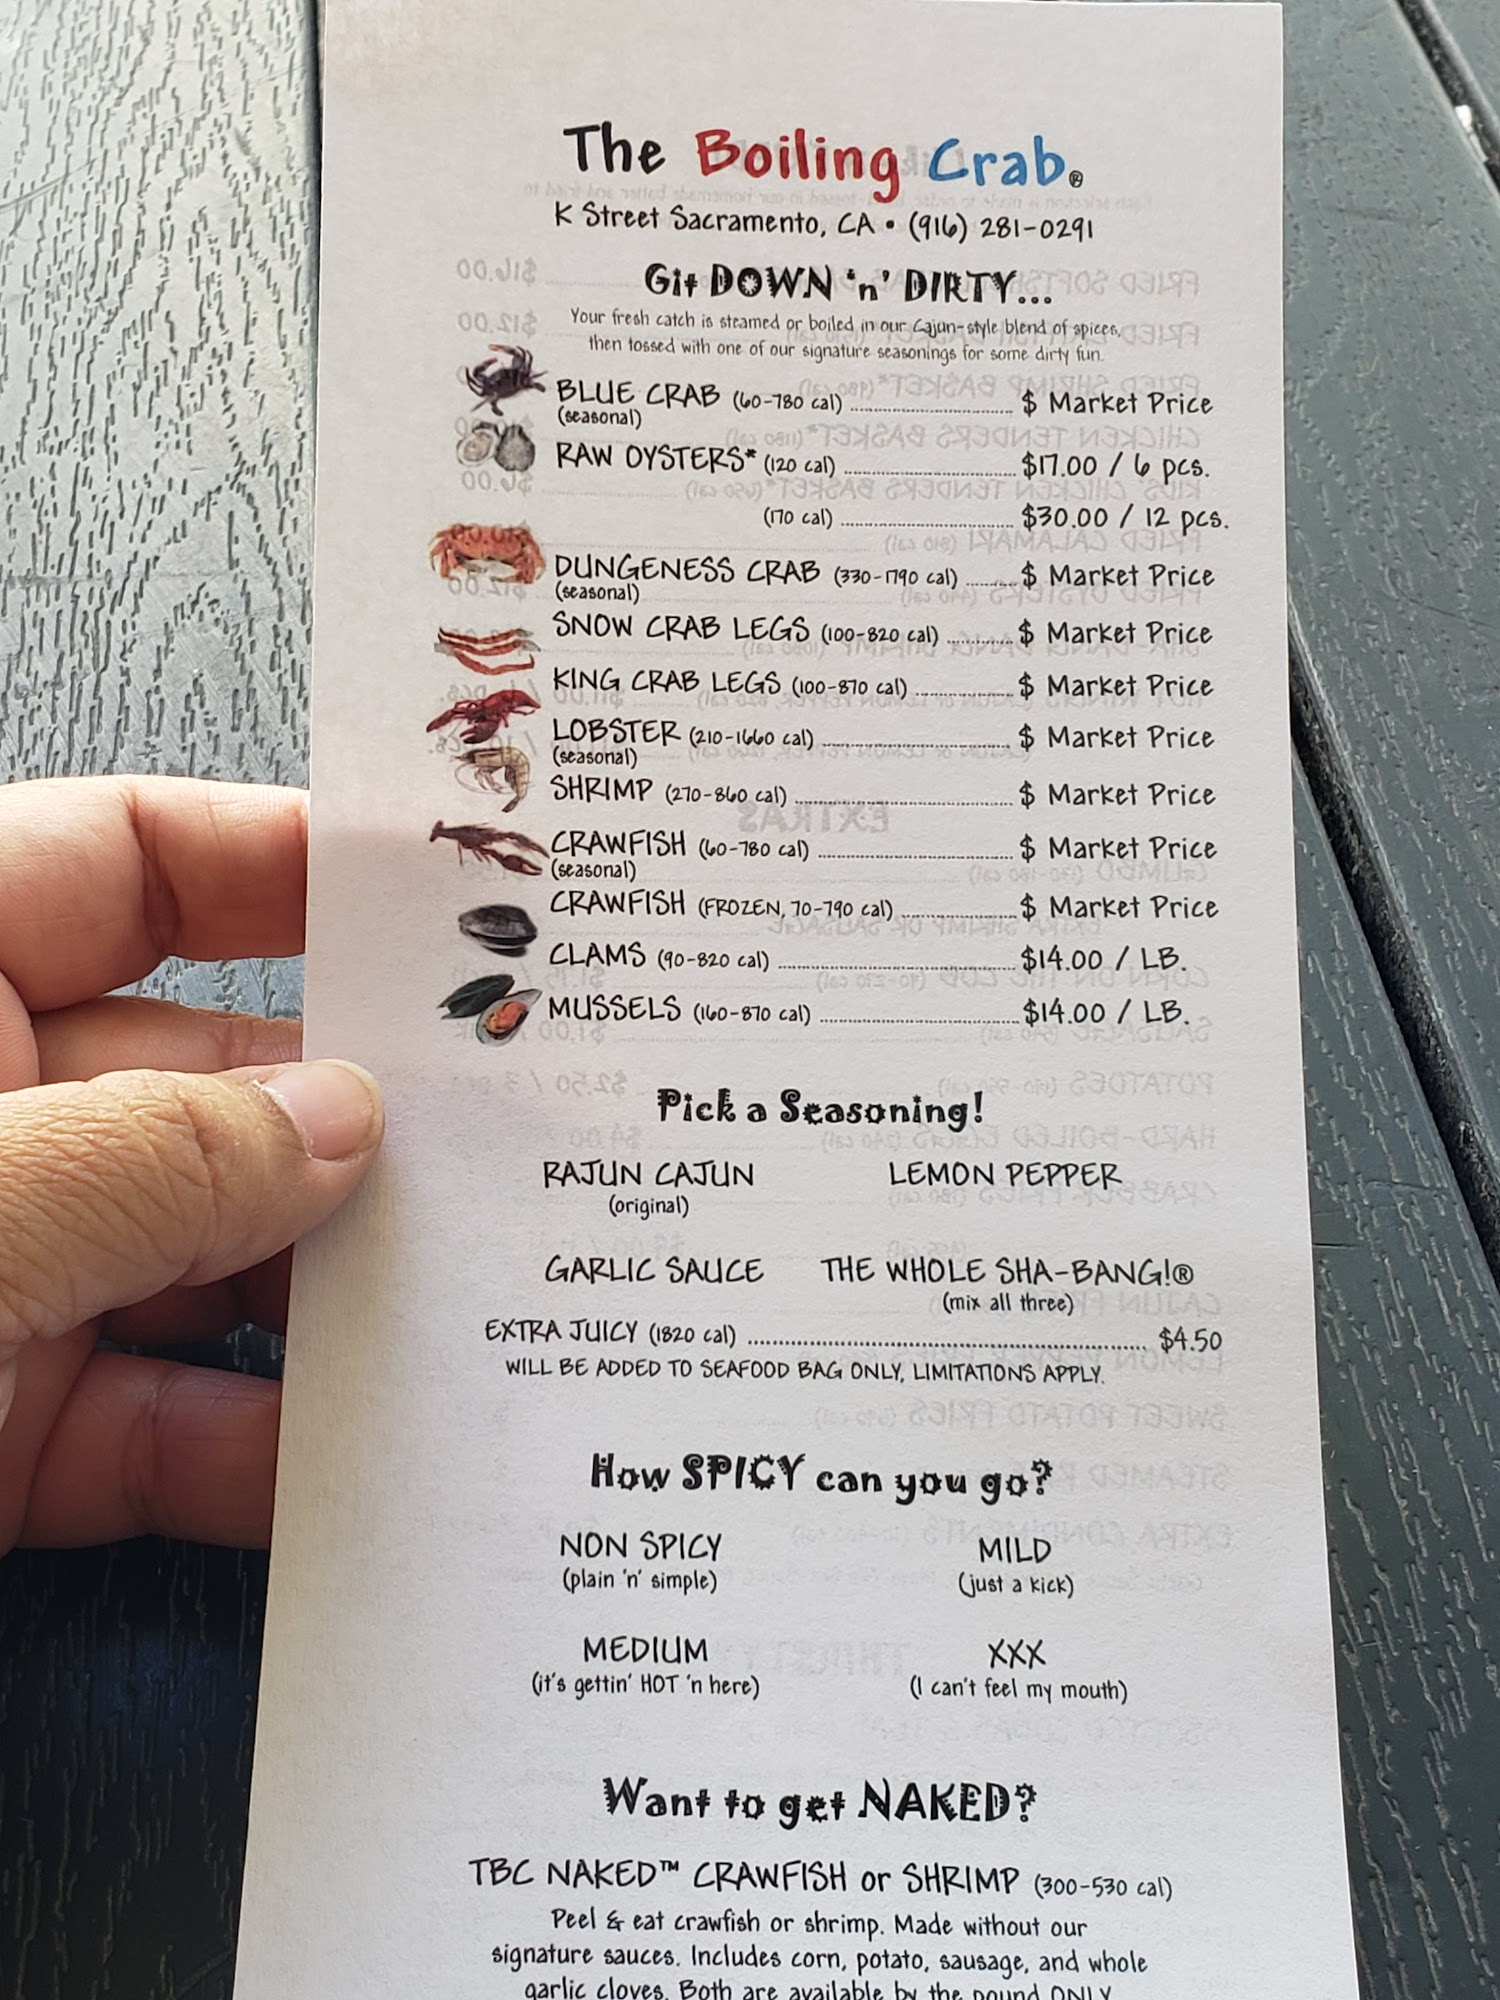 The Boiling Crab®
K Street Sacramento, CA • (916) 281-0291
Git DOWN 'n' DIRTY...
Your fresh catch is steamed or boiled in our Cajun-style blend of spices,
then tossed with one of our signature seasonings for some dirty fun.
BLUE CRAB (60-780 cal) ........ $ Market Price
(seasonal)
RAW OYSTERS* (120 cal) ........ $17.00 / 6 pcs.
(170 cal) ........ $30.00 / 12 pcs.
DUNGENESS CRAB (330-1790 cal) ........ $ Market Price
(seasonal)
SNOW CRAB LEGS (100-820 cal) ........ $ Market Price
KING CRAB LEGS (100-870 cal) ........ $ Market Price
LOBSTER (210-1660 cal) ........ $ Market Price
(seasonal)
SHRIMP (270-860 cal) ........ $ Market Price
CRAWFISH (60-780 cal) ........ $ Market Price
(seasonal)
CRAWFISH (FROZEN, 70-790 cal) ........ $ Market Price
CLAMS (90-820 cal) ........ $14.00 / LB.
MUSSELS (160-870 cal) ........ $14.00 / LB.
Pick a Seasoning!
RAJUN CAJUN LEMON PEPPER
(original)
GARLIC SAUCE THE WHOLE SHA-BANG!®
(mix all three)
EXTRA JUICY (1820 cal) ........ $4.50
WILL BE ADDED TO SEAFOOD BAG ONLY, LIMITATIONS APPLY.
How SPICY can you go?
NON SPICY MILD
(plain 'n' simple) (just a kick)
MEDIUM XXX
(it's gettin' HOT 'n here) (I can't feel my mouth)
Want to get NAKED?
TBC NAKED™ CRAWFISH or SHRIMP (300-530 cal)
Peel & eat crawfish or shrimp. Made without our
signature sauces. Includes corn, potato, sausage, and whole
garlic cloves. Both are available by the pound ONLY.